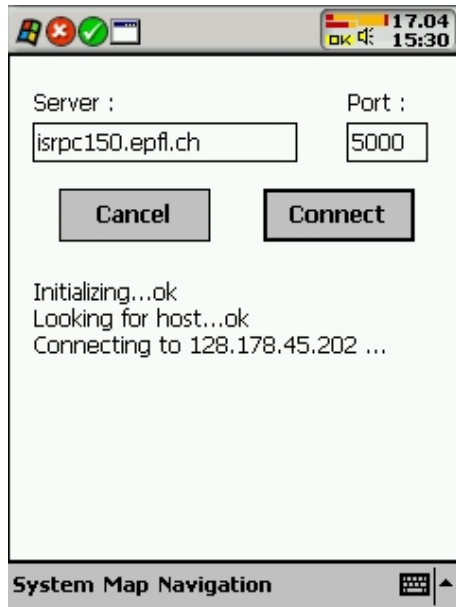 17.04
OK 15:30
Server : Port :
isrpc150.epfl.ch 5000
Cancel Connect
Initializing...ok
Looking for host...ok
Connecting to 128.178.45.202 ...
System Map Navigation